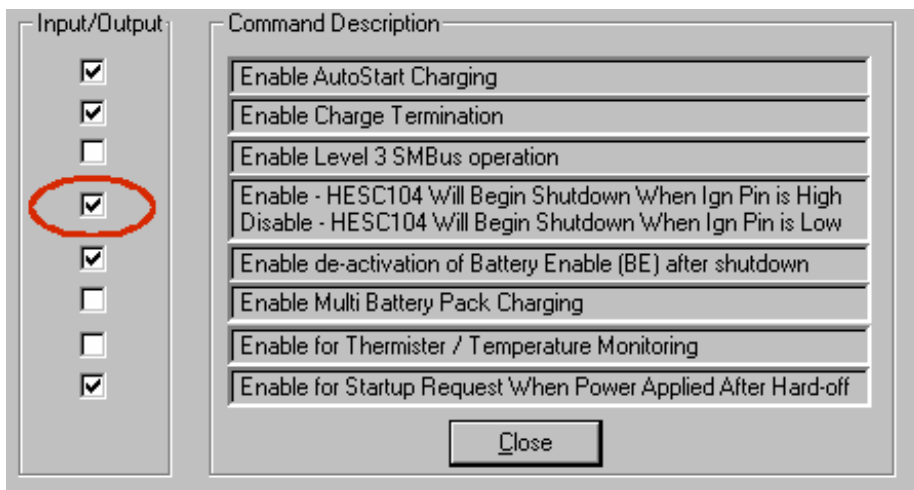 Input/Output
Command Description
Enable AutoStart Charging
Enable Charge Termination
Enable Level 3 SMBus operation
Enable - HESC104 Will Begin Shutdown When Ign Pin is High
Disable - HESC104 Will Begin Shutdown When Ign Pin is Low
Enable de-activation of Battery Enable (BE) after shutdown
Enable Multi Battery Pack Charging
Enable for Thermister / Temperature Monitoring
Enable for Startup Request When Power Applied After Hard-off
Close